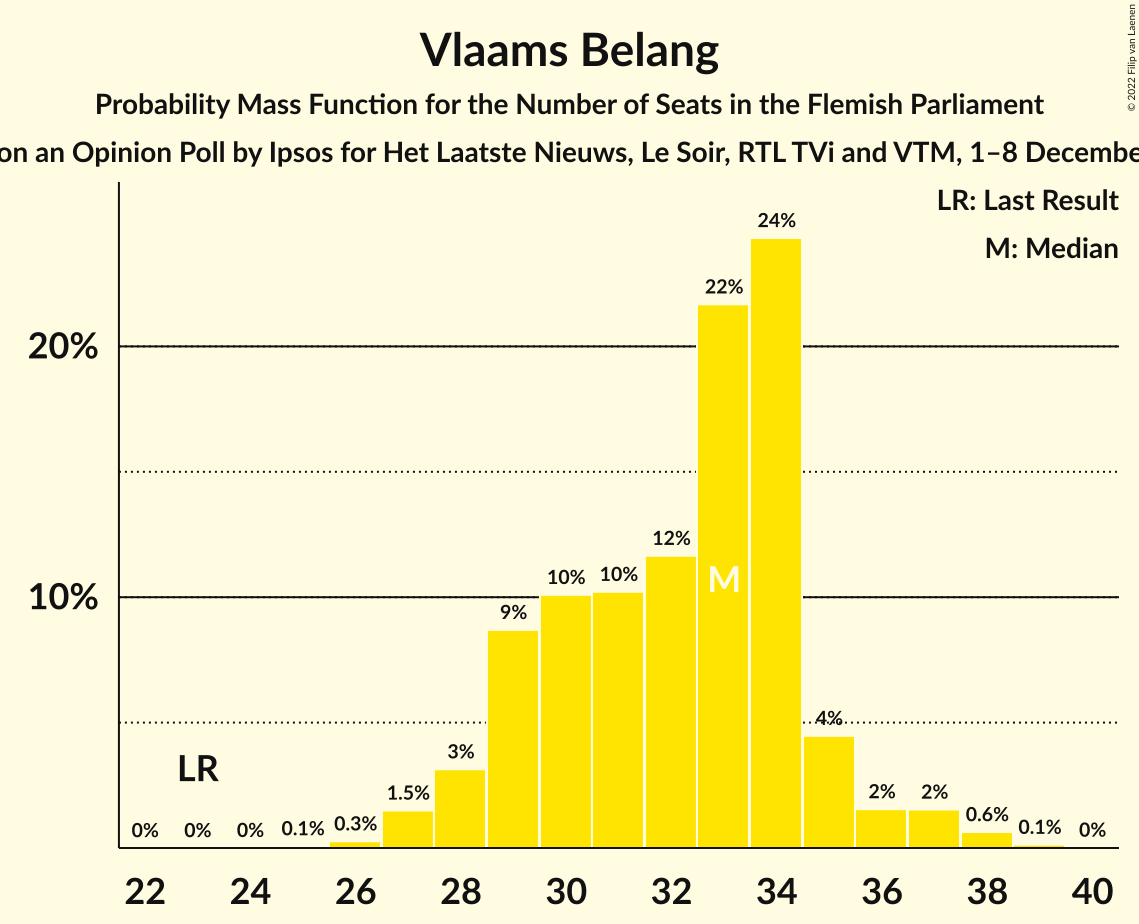 Vlaams Belang
Probability Mass Function for the Number of Seats in the Flemish Parliament
on an Opinion Poll by Ipsos for Het Laatste Nieuws, Le Soir, RTL TVi and VTM, 1–8 Decembe
© 2022 Filip van Laenen
LR: Last Result
M: Median
20%
10%
0% 0% 0% 0.1% 0.3% 1.5% 3% 9% 10% 10% 12% 22% 24% 4% 2% 2% 0.6% 0.1% 0%
LR
M
22 24 26 28 30 32 34 36 38 40